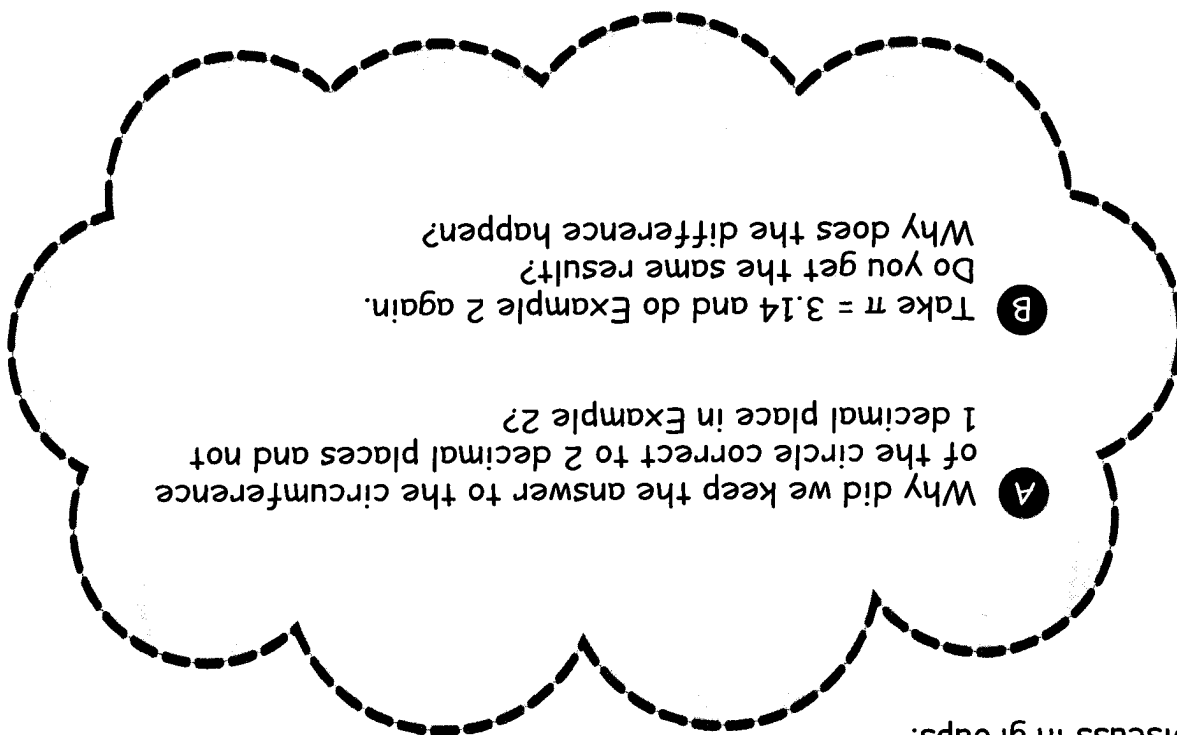 in groups.
A Why did we keep the answer to the circumference
of the circle correct to 2 decimal places and not
1 decimal place in Example 2?
B Take π = 3.14 and do Example 2 again.
Do you get the same result?
Why does the difference happen?